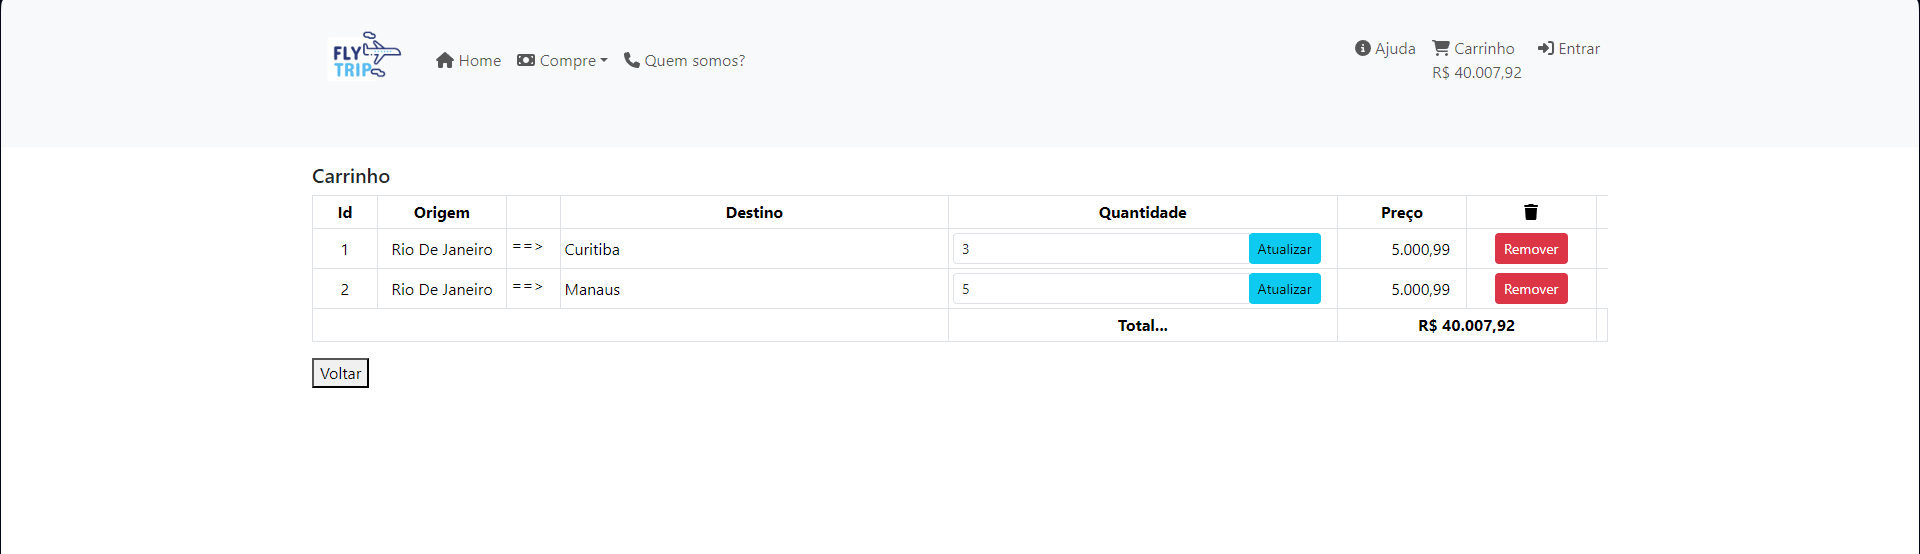 FLY
TRIP
Home Compre Quem somos?
Ajuda Carrinho Entrar
R$ 40.007,92
Carrinho
Id Origem Destino Quantidade Preço
1 Rio De Janeiro ==> Curitiba 3 Atualizar 5.000,99 Remover
2 Rio De Janeiro ==> Manaus 5 Atualizar 5.000,99 Remover
Total... R$ 40.007,92
Voltar